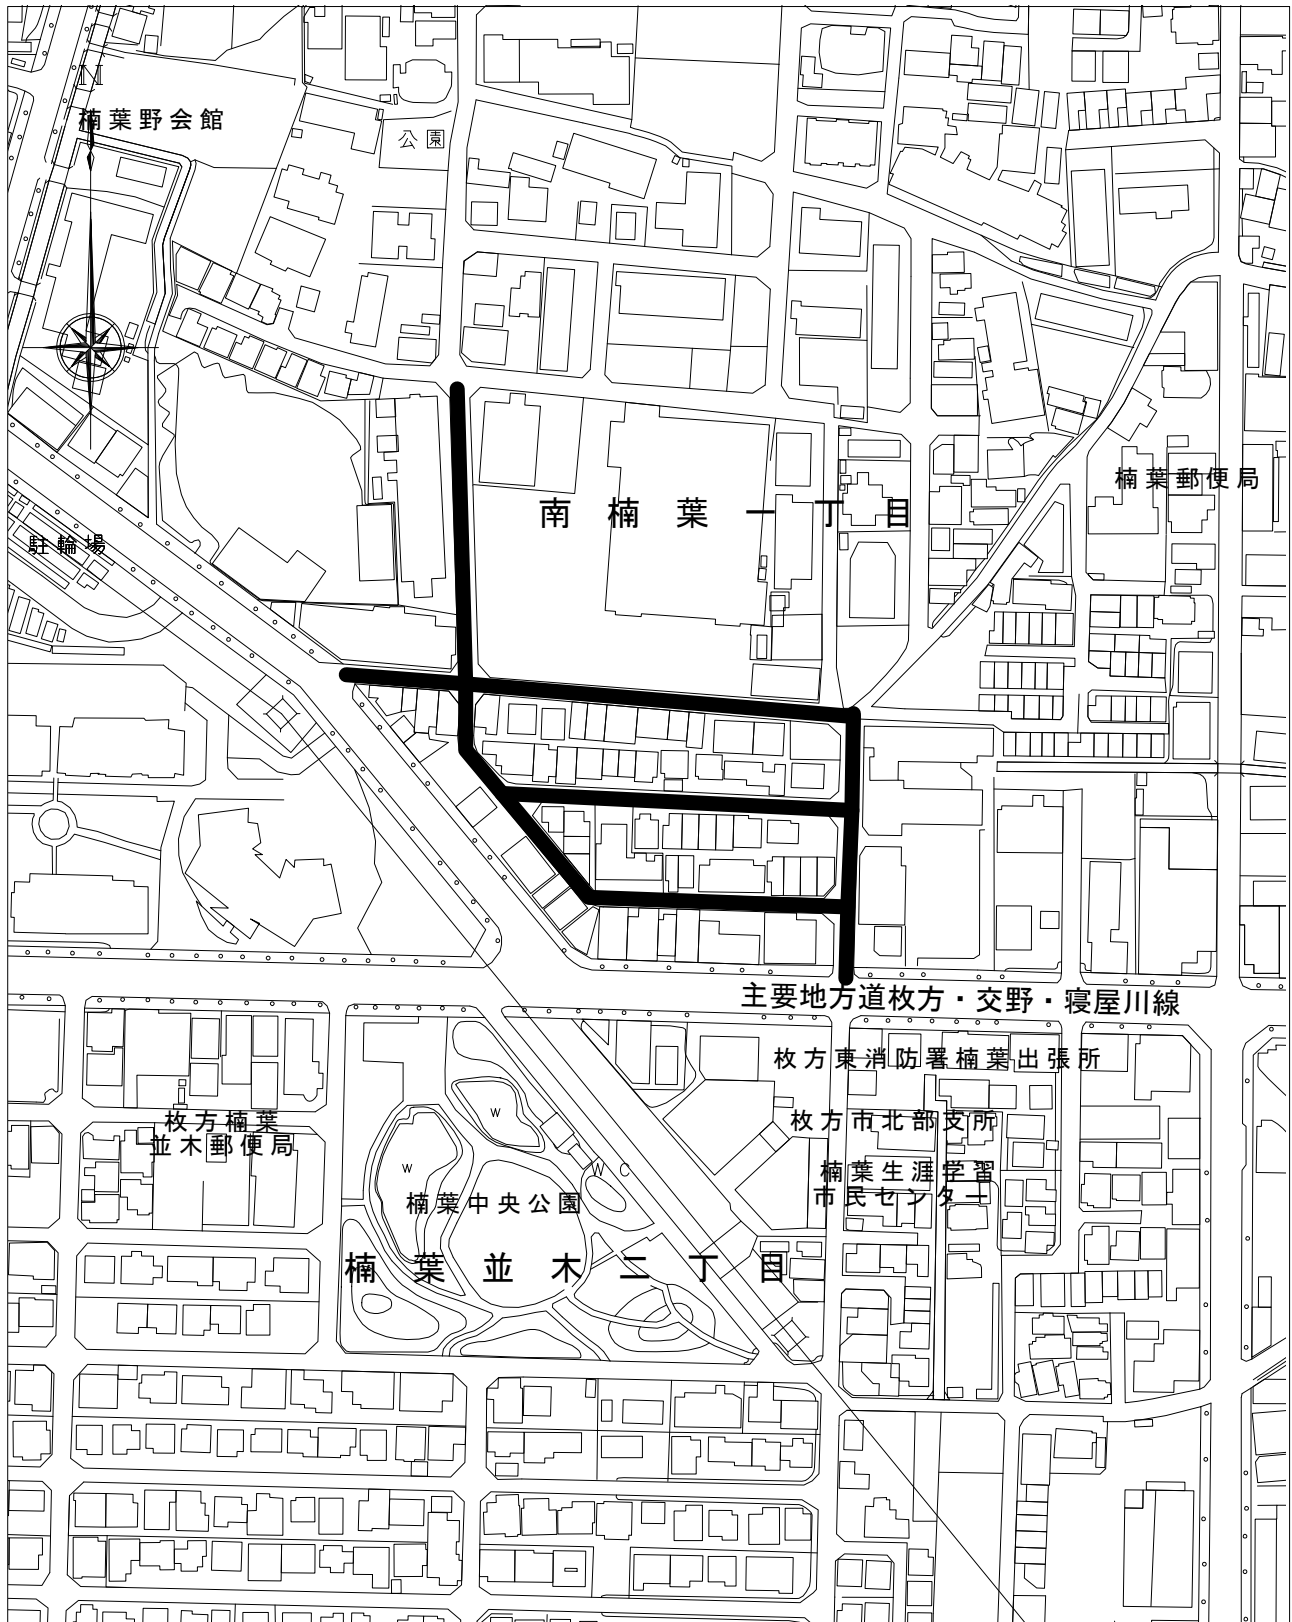 N
楠葉野会館
公園
楠葉郵便局
南楠葉一丁目
駐輪場
主要地方道枚方・交野・寝屋川線
枚方東消防署楠葉出張所
枚方楠葉
並木郵便局
W
枚方市北部支所
W
WC
楠葉生涯学習
市民センター
楠葉中央公園
楠葉並木二丁目